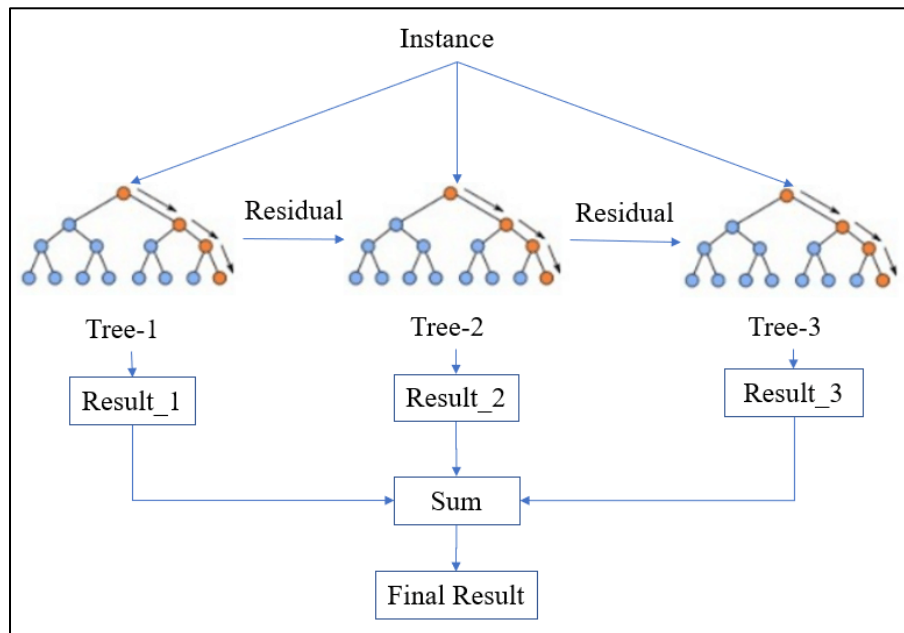 Instance
Residual
Residual
Tree-1
Tree-2
Tree-3
Result_1
Result_2
Result_3
Sum
Final Result